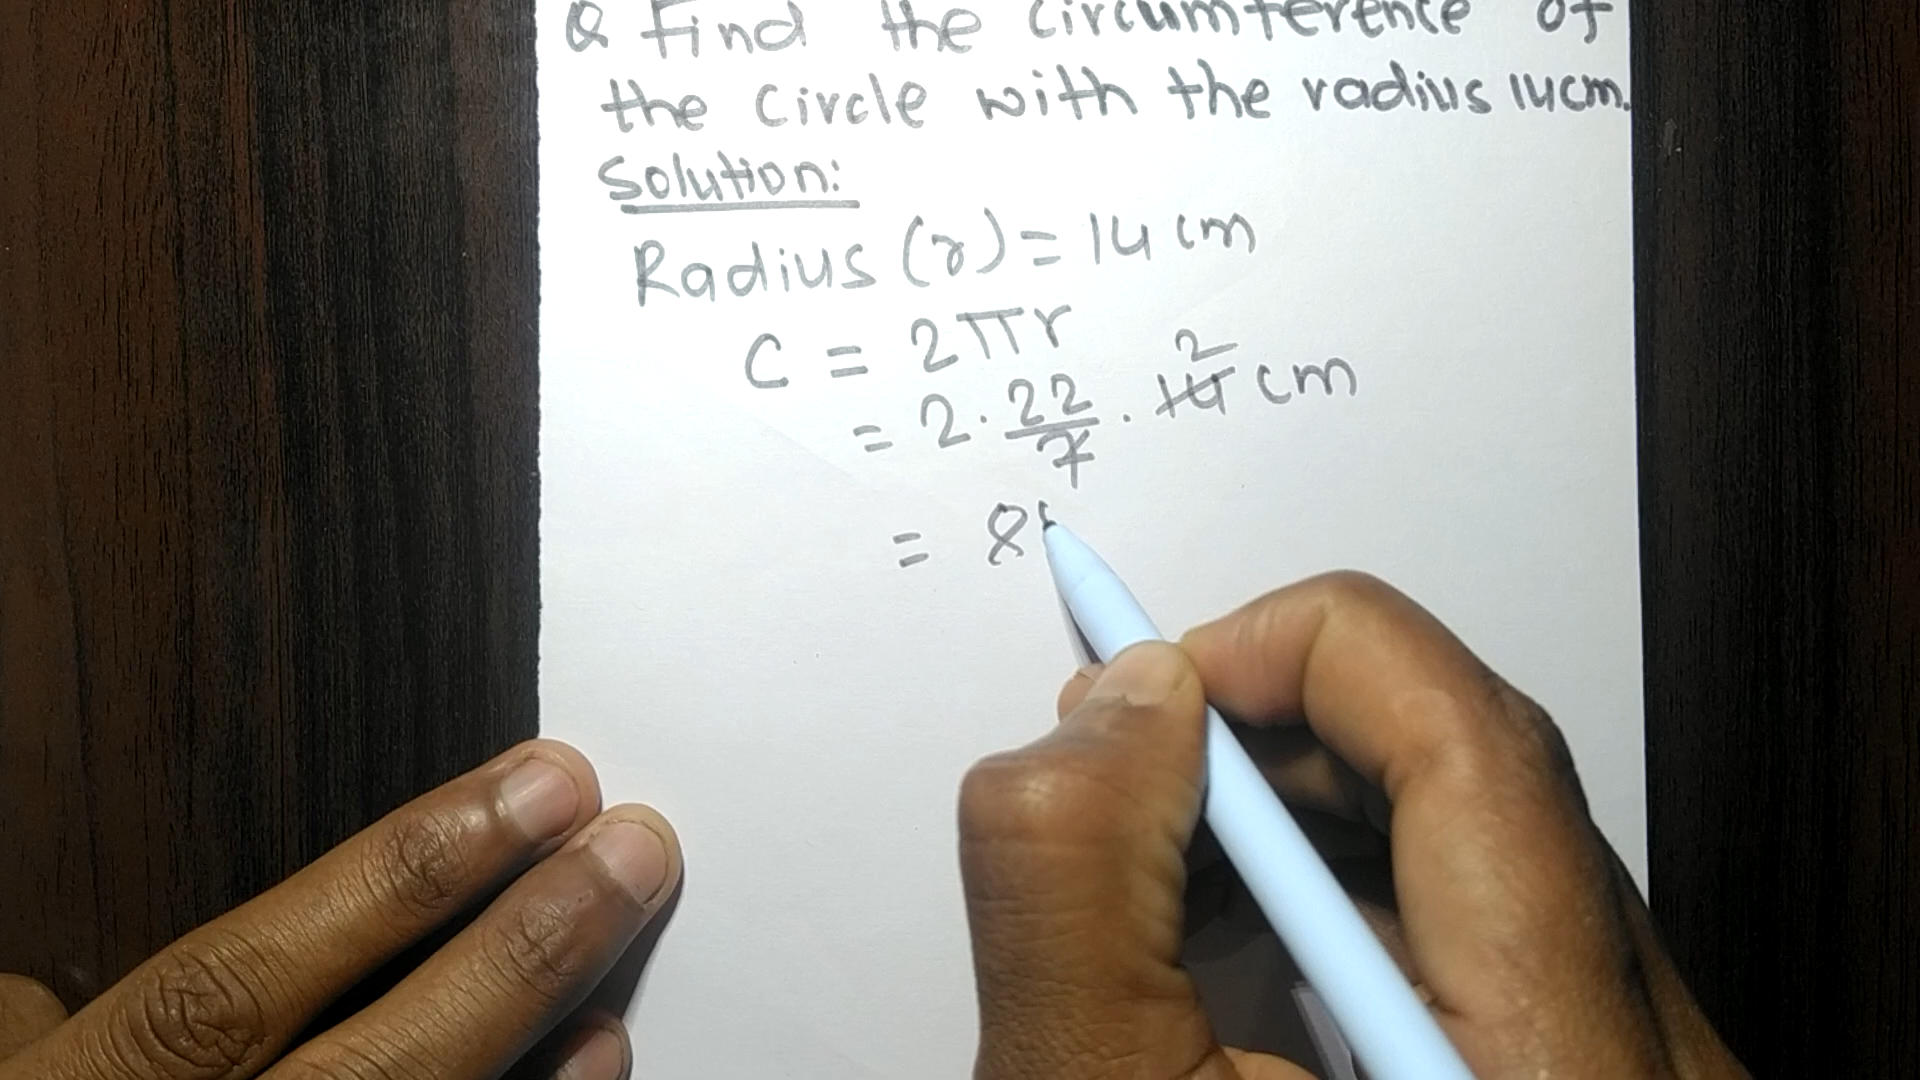 Q Find the circumference of
the circle with the radius 14cm.
Solution:
Radius (r) = 14 cm
C = 2πr
= 2 · 22/7 · 14 cm
2
= 8